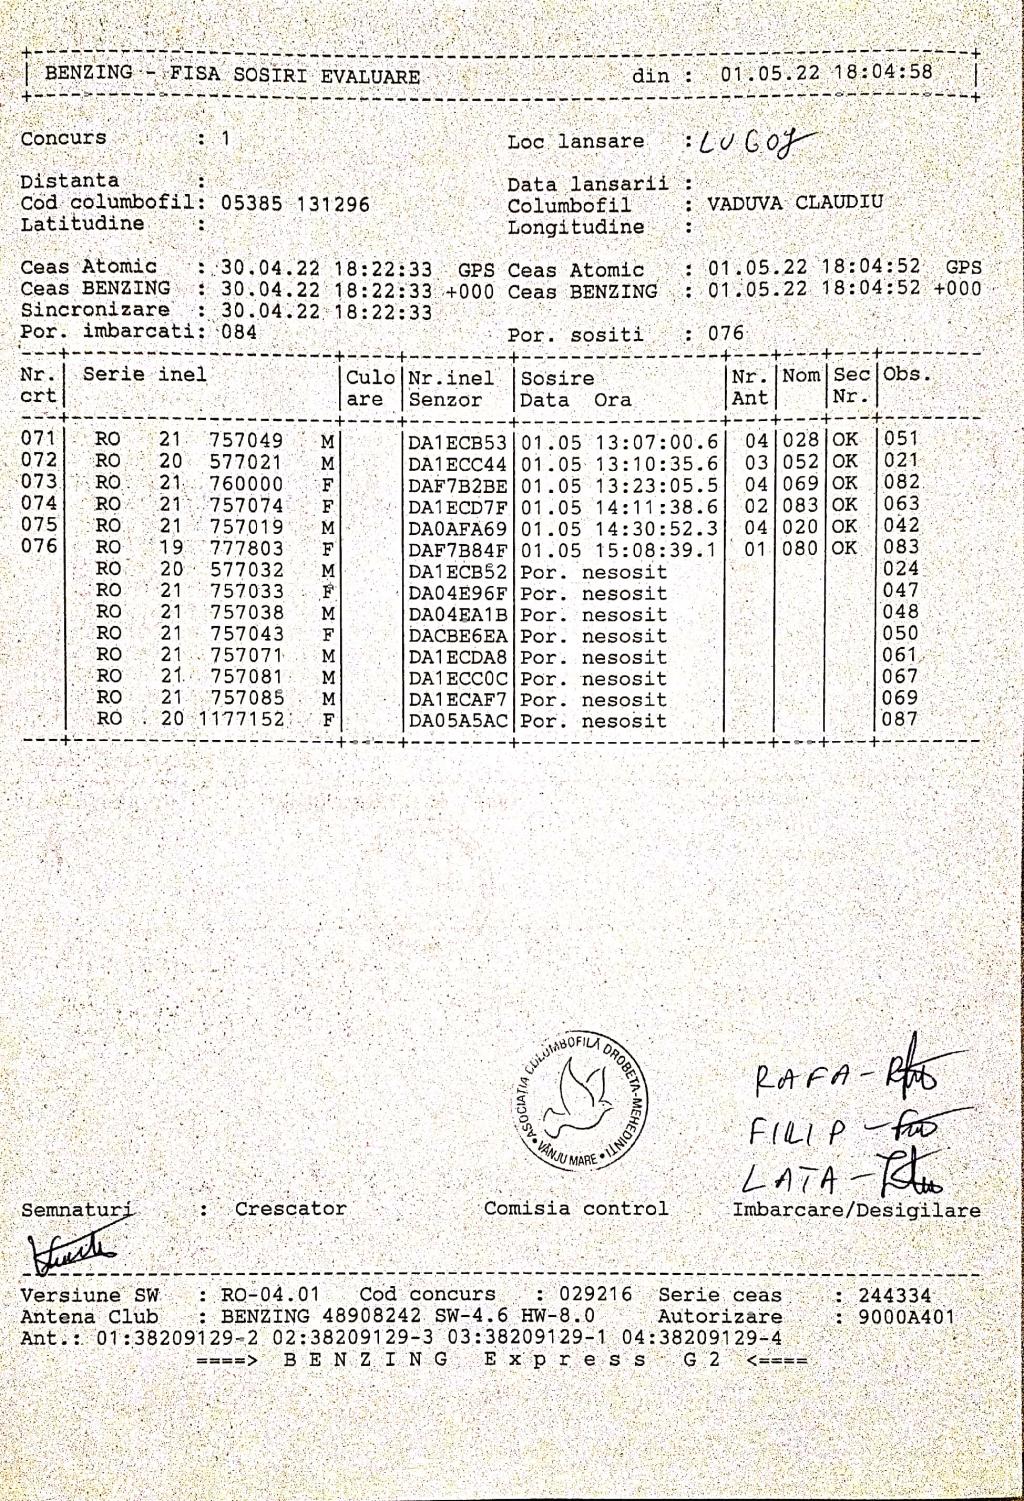 BENZING - FISA SOSIRI EVALUARE din : 01.05.22 18:04:58
Concurs : 1 Loc lansare : LUGOJ
Distanta : Data lansarii :
Cod columbofil: 05385 131296 Columbofil : VADUVA CLAUDIU
Latitudine : Longitudine :
Ceas Atomic : 30.04.22 18:22:33 GPS Ceas Atomic : 01.05.22 18:04:52 GPS
Ceas BENZING : 30.04.22 18:22:33 +000 Ceas BENZING : 01.05.22 18:04:52 +000
Sincronizare : 30.04.22 18:22:33
Por. imbarcati: 084 Por. sositi : 076
Nr. Serie inel Culo Nr.inel Sosire Nr. Nom Sec Obs.
crt are Senzor Data Ora Ant Nr.
071 RO 21 757049 M DA1ECB53 01.05 13:07:00.6 04 028 OK 051
072 RO 20 577021 M DA1ECC44 01.05 13:10:35.6 03 052 OK 021
073 RO 21 760000 F DAF7B2BE 01.05 13:23:05.5 04 069 OK 082
074 RO 21 757074 F DA1ECD7F 01.05 14:11:38.6 02 083 OK 063
075 RO 21 757019 M DA0AFA69 01.05 14:30:52.3 04 020 OK 042
076 RO 19 777803 F DAF7B84F 01.05 15:08:39.1 01 080 OK 083
RO 20 577032 M DA1ECB52 Por. nesosit 024
RO 21 757033 F DA04E96F Por. nesosit 047
RO 21 757038 M DA04EA1B Por. nesosit 048
RO 21 757043 F DACBE6EA Por. nesosit 050
RO 21 757071 M DA1ECDA8 Por. nesosit 061
RO 21 757081 M DA1ECC0C Por. nesosit 067
RO 21 757085 M DA1ECAF7 Por. nesosit 069
RO 20 1177152 F DA05A5AC Por. nesosit 087
ASOCIAȚIA COLUMBOFILĂ DROBETA-MEHEDINȚI • VÂNJU MARE •
RAFA-
FILIP-
LATA-
Semnaturi : Crescator Comisia control Imbarcare/Desigilare
Versiune SW : RO-04.01 Cod concurs : 029216 Serie ceas : 244334
Antena Club : BENZING 48908242 SW-4.6 HW-8.0 Autorizare : 9000A401
Ant.: 01:38209129-2 02:38209129-3 03:38209129-1 04:38209129-4
====> B E N Z I N G E x p r e s s G 2 <====